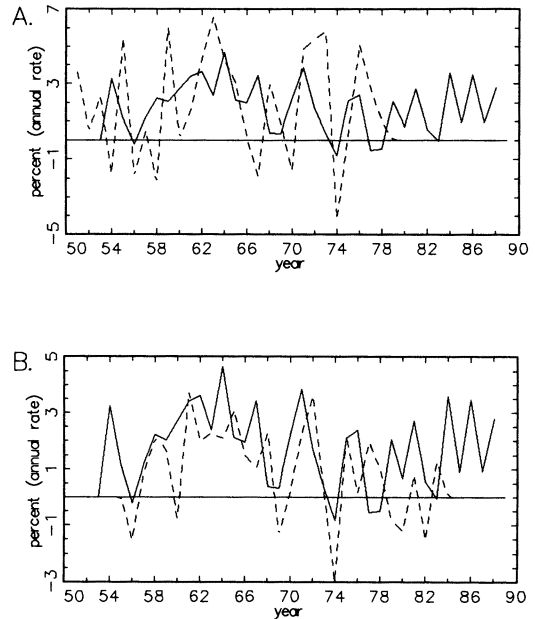 A.
7
3
-1
-5
percent (annual rate)
50 54 58 62 66 70 74 78 82 86 90
year
B.
5
3
1
-1
-3
percent (annual rate)
50 54 58 62 66 70 74 78 82 86 90
year